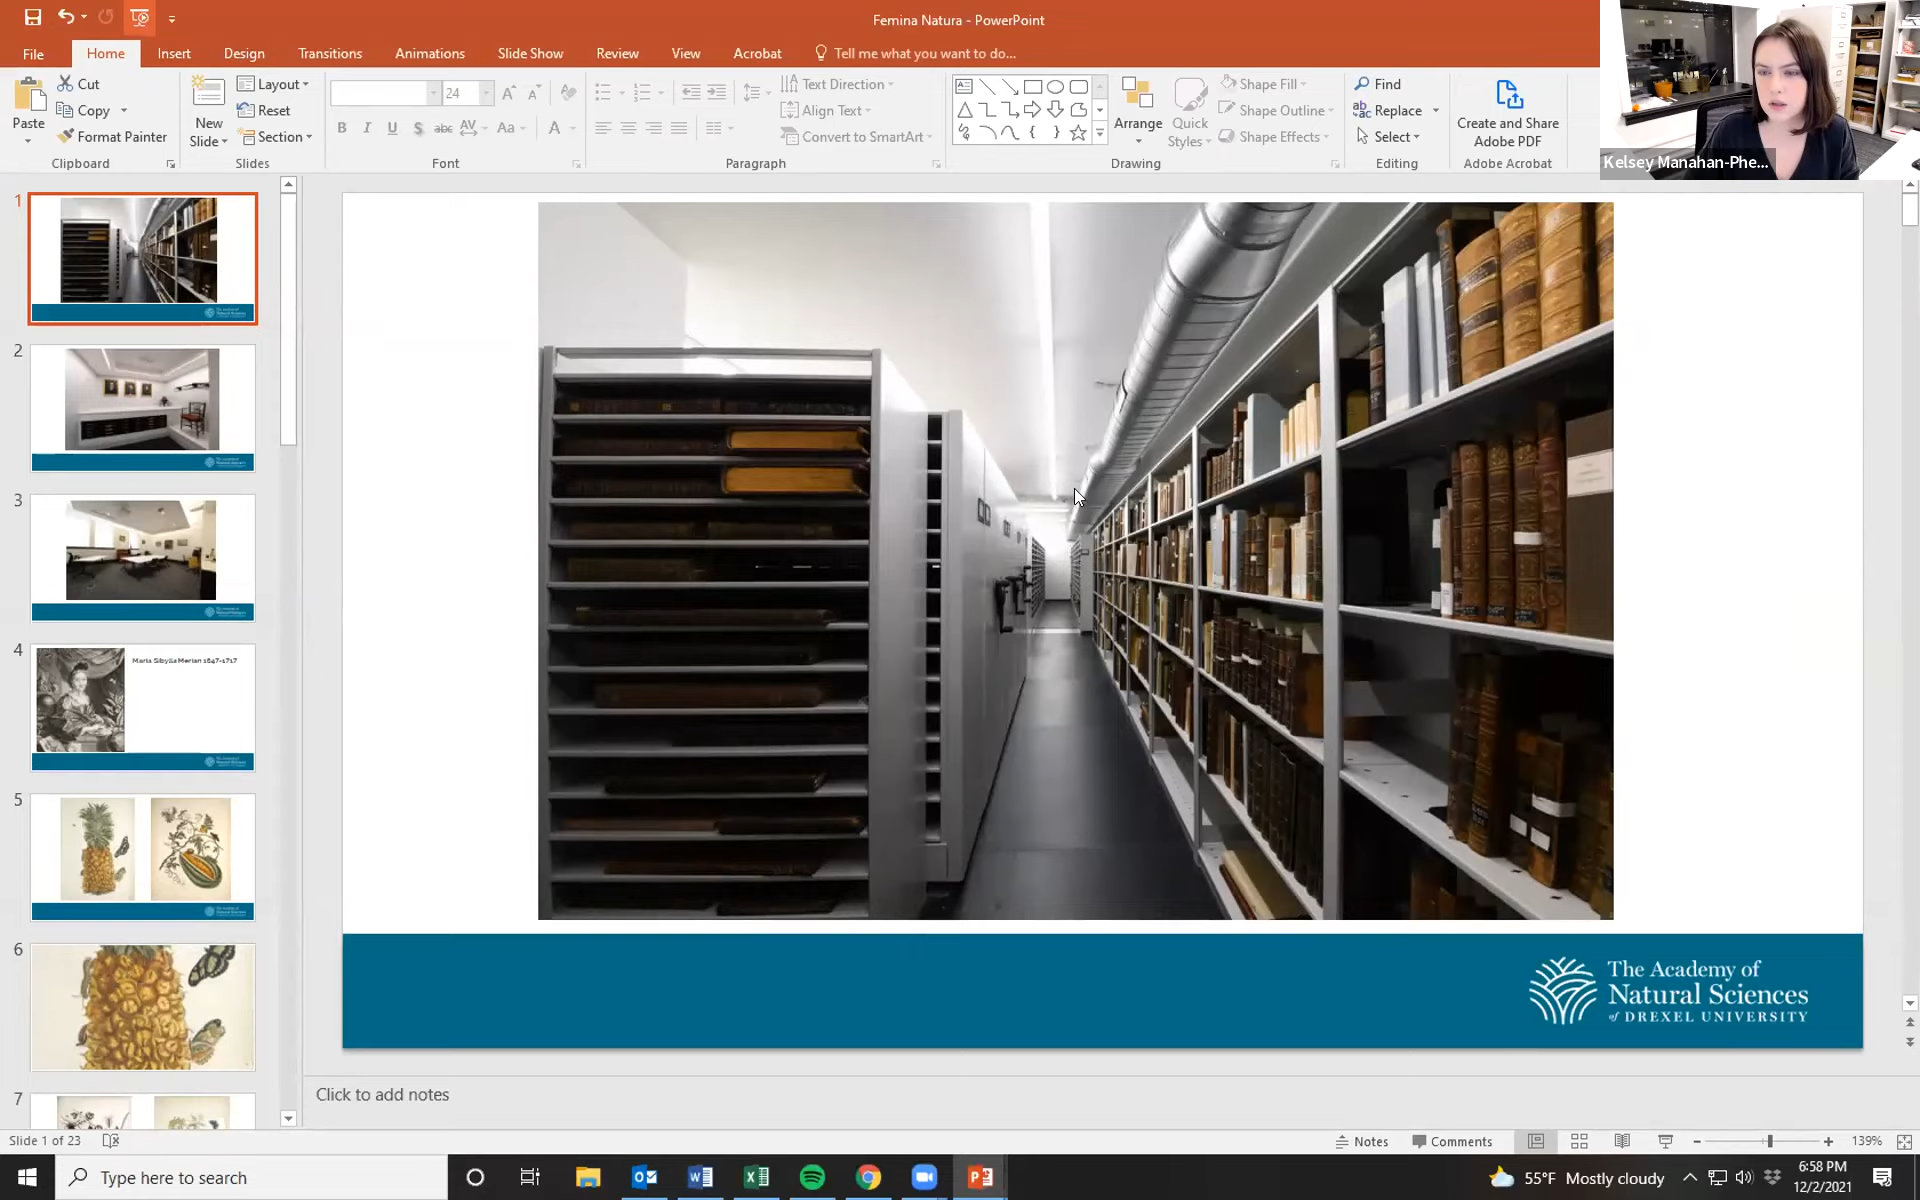 Femina Natura - PowerPoint
File Home Insert Design Transitions Animations Slide Show Review View Acrobat Tell me what you want to do...
Paste
Cut
Copy
Format Painter
Clipboard
New Slide
Layout
Reset
Section
Slides
24
B I U S abc AV Aa A
Font
Text Direction
Align Text
Convert to SmartArt
Paragraph
Arrange
Quick Styles
Shape Fill
Shape Outline
Shape Effects
Drawing
Find
Replace
Select
Editing
Create and Share Adobe PDF
Adobe Acrobat
Kelsey Manahan-Phe...
1
2
3
4
Maria Sibylla Merian 1647-1717
5
6
7
The Academy of
Natural Sciences
of DREXEL UNIVERSITY
Click to add notes
Slide 1 of 23
Notes Comments 139%
Type here to search
55°F Mostly cloudy
6:58 PM
12/2/2021